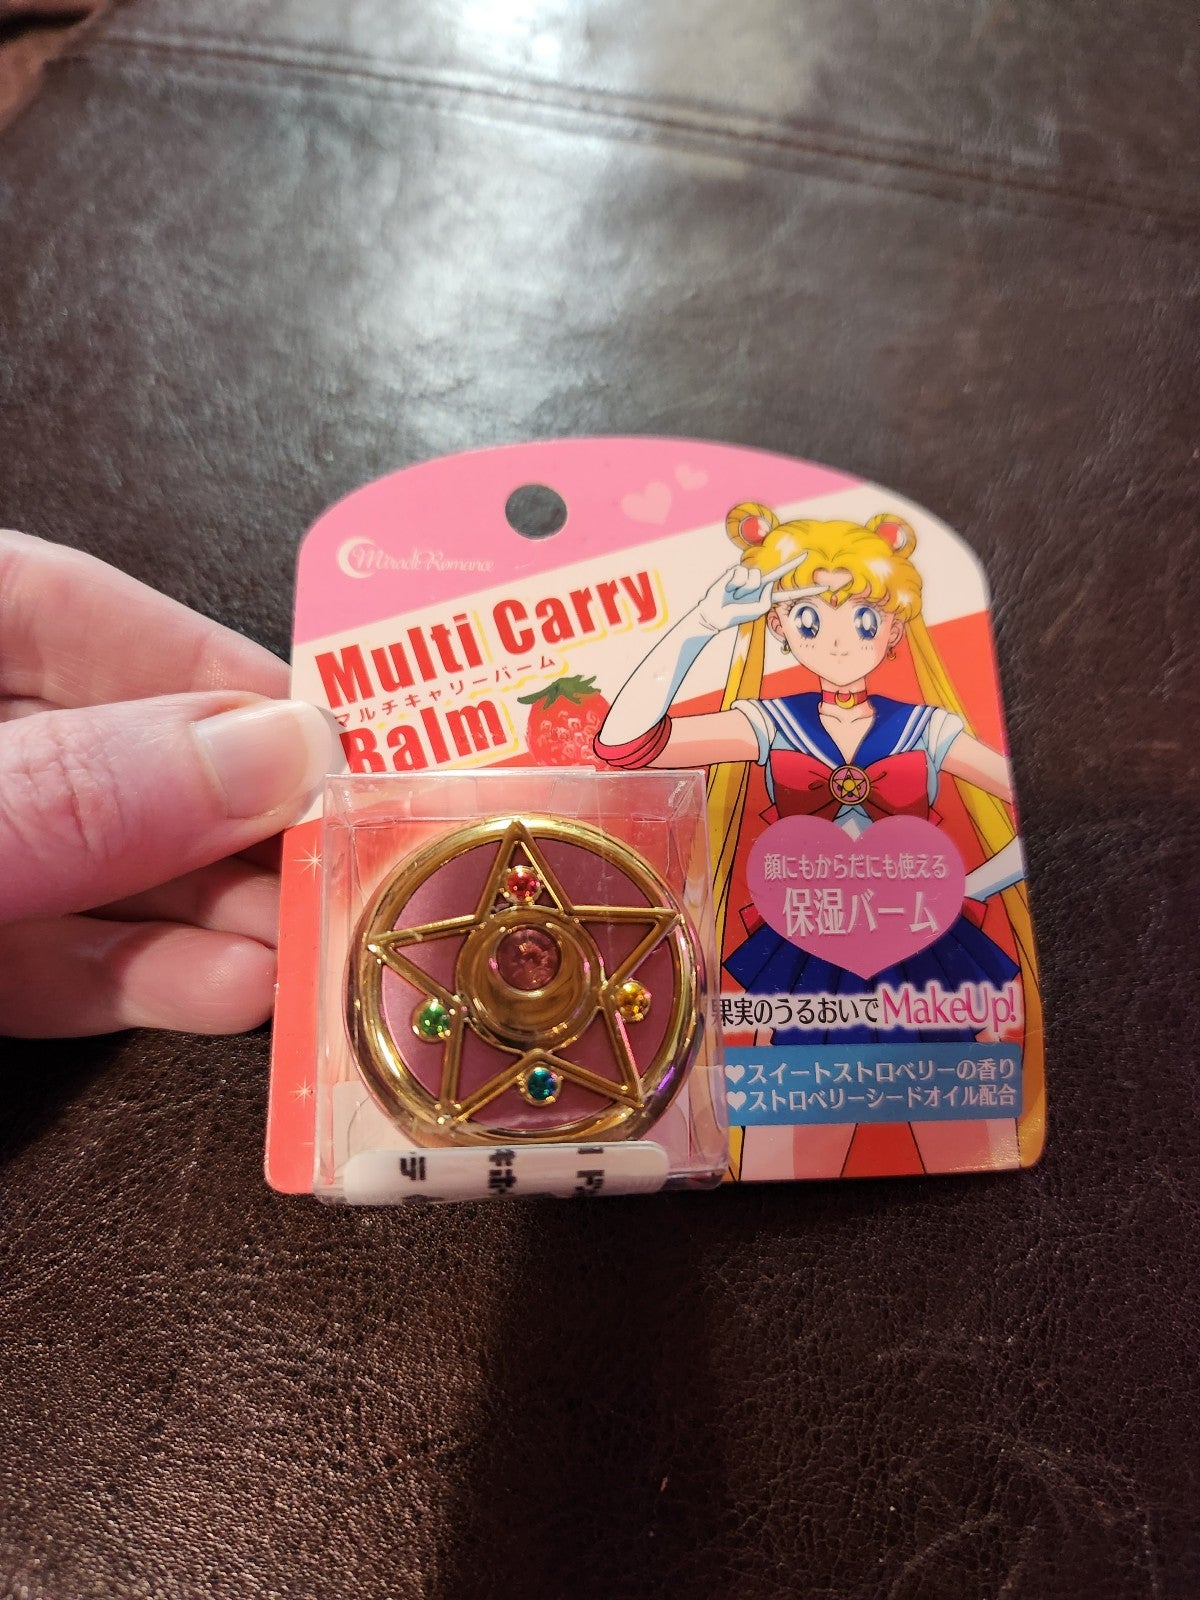 Miracle Romance
Multi Carry
マルチキャリーバーム
Balm
顔にもからだにも使える
保湿バーム
果実のうるおいでMakeUp!
♥スイートストロベリーの香り
♥ストロベリーシードオイル配合